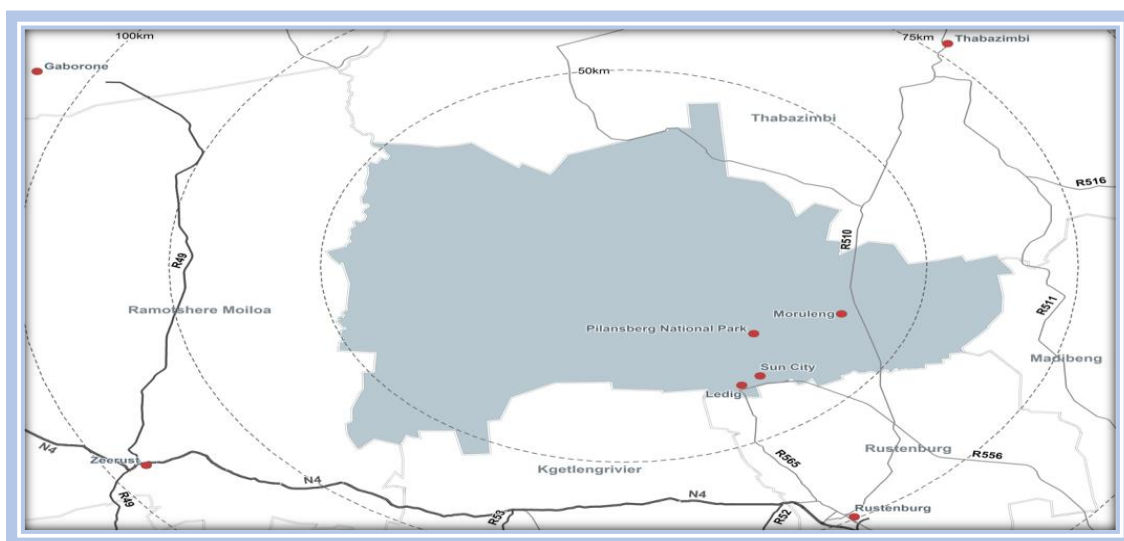 100km
75km
Thabazimbi
Gaborone
50km
Thabazimbi
R516
R510
R49
Ramotshere Moiloa
Moruleng
R511
Pilansberg National Park
Madibeng
Sun City
Ledig
N4
Zeerust
Rustenburg
R565
R556
Kgetlengrivier
N4
R49
N4
R53
R52
Rustenburg